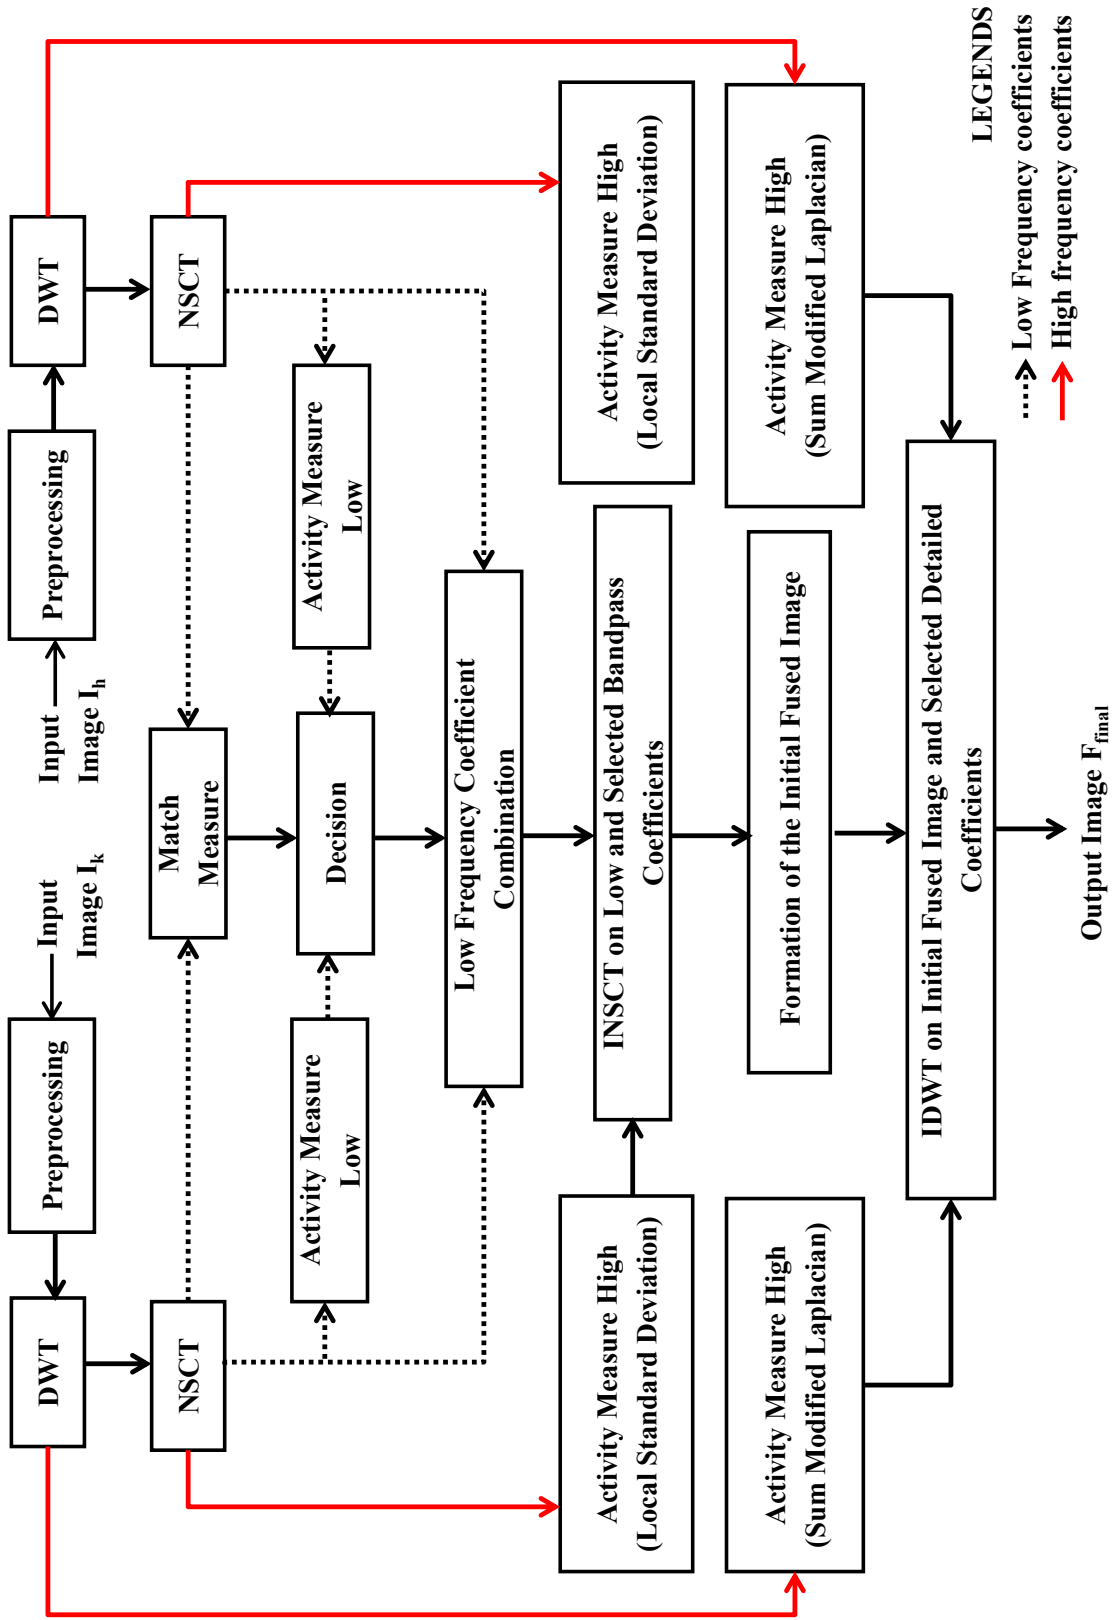 Input
Image I_k
Input
Image I_h
Preprocessing
Preprocessing
DWT
DWT
NSCT
NSCT
Match
Measure
Activity Measure
Low
Decision
Activity Measure
Low
Low Frequency Coefficient
Combination
Activity Measure High
(Local Standard Deviation)
INSCT on Low and Selected Bandpass
Coefficients
Activity Measure High
(Local Standard Deviation)
Activity Measure High
(Sum Modified Laplacian)
Formation of the Initial Fused Image
Activity Measure High
(Sum Modified Laplacian)
IDWT on Initial Fused Image and Selected Detailed
Coefficients
Output Image F_final
LEGENDS
Low Frequency coefficients
High frequency coefficients